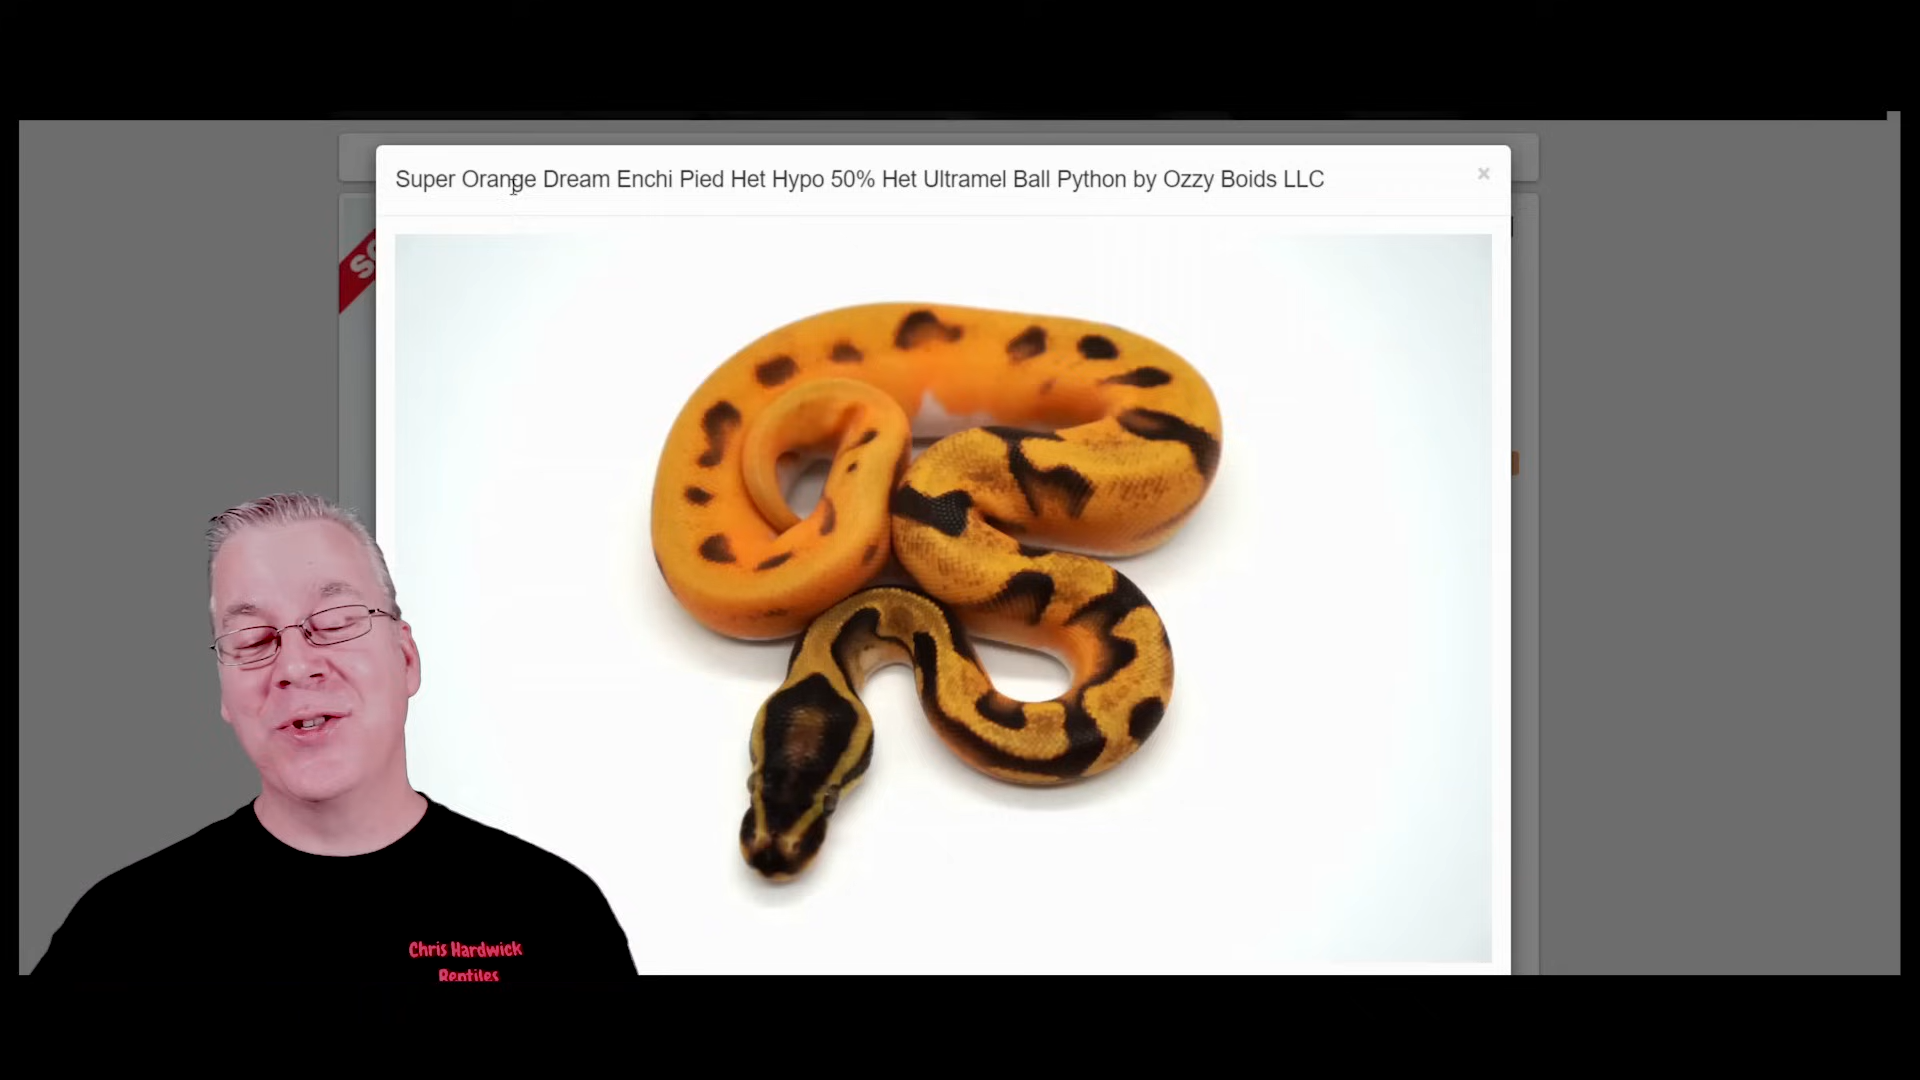 Super Orange Dream Enchi Pied Het Hypo 50% Het Ultramel Ball Python by Ozzy Boids LLC
×
Chris Hardwick
Reptiles